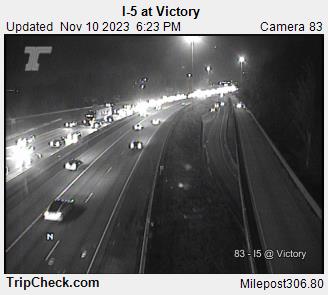 I-5 at Victory
Updated Nov 10 2023 6:23 PM Camera 83
T
N
83 - I5 @ Victory
TripCheck.com Milepost306.80